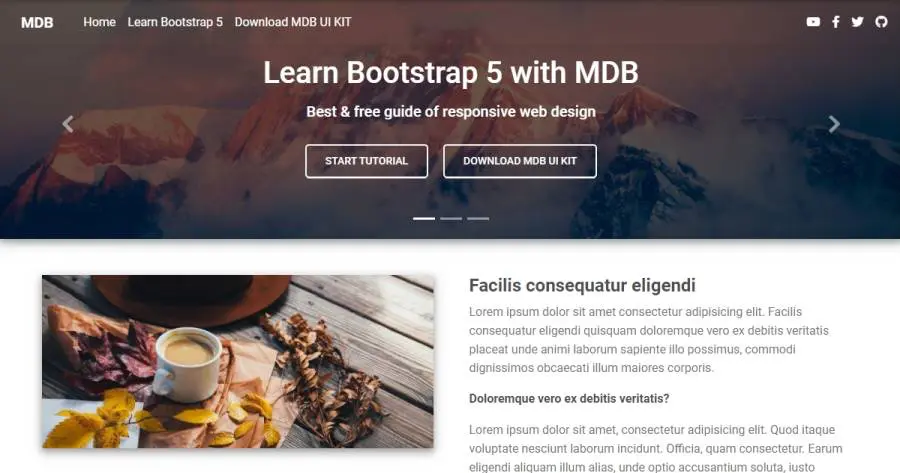 MDB Home Learn Bootstrap 5 Download MDB UI KIT
Learn Bootstrap 5 with MDB
Best & free guide of responsive web design
START TUTORIAL DOWNLOAD MDB UI KIT
Facilis consequatur eligendi
Lorem ipsum dolor sit amet consectetur adipisicing elit. Facilis
consequatur eligendi quisquam doloremque vero ex debitis veritatis
placeat unde animi laborum sapiente illo possimus, commodi
dignissimos obcaecati illum maiores corporis.
Doloremque vero ex debitis veritatis?
Lorem ipsum dolor sit amet, consectetur adipisicing elit. Quod itaque
voluptate nesciunt laborum incidunt. Officia, quam consectetur. Earum
eligendi aliquam illum alias, unde optio accusantium soluta, iusto